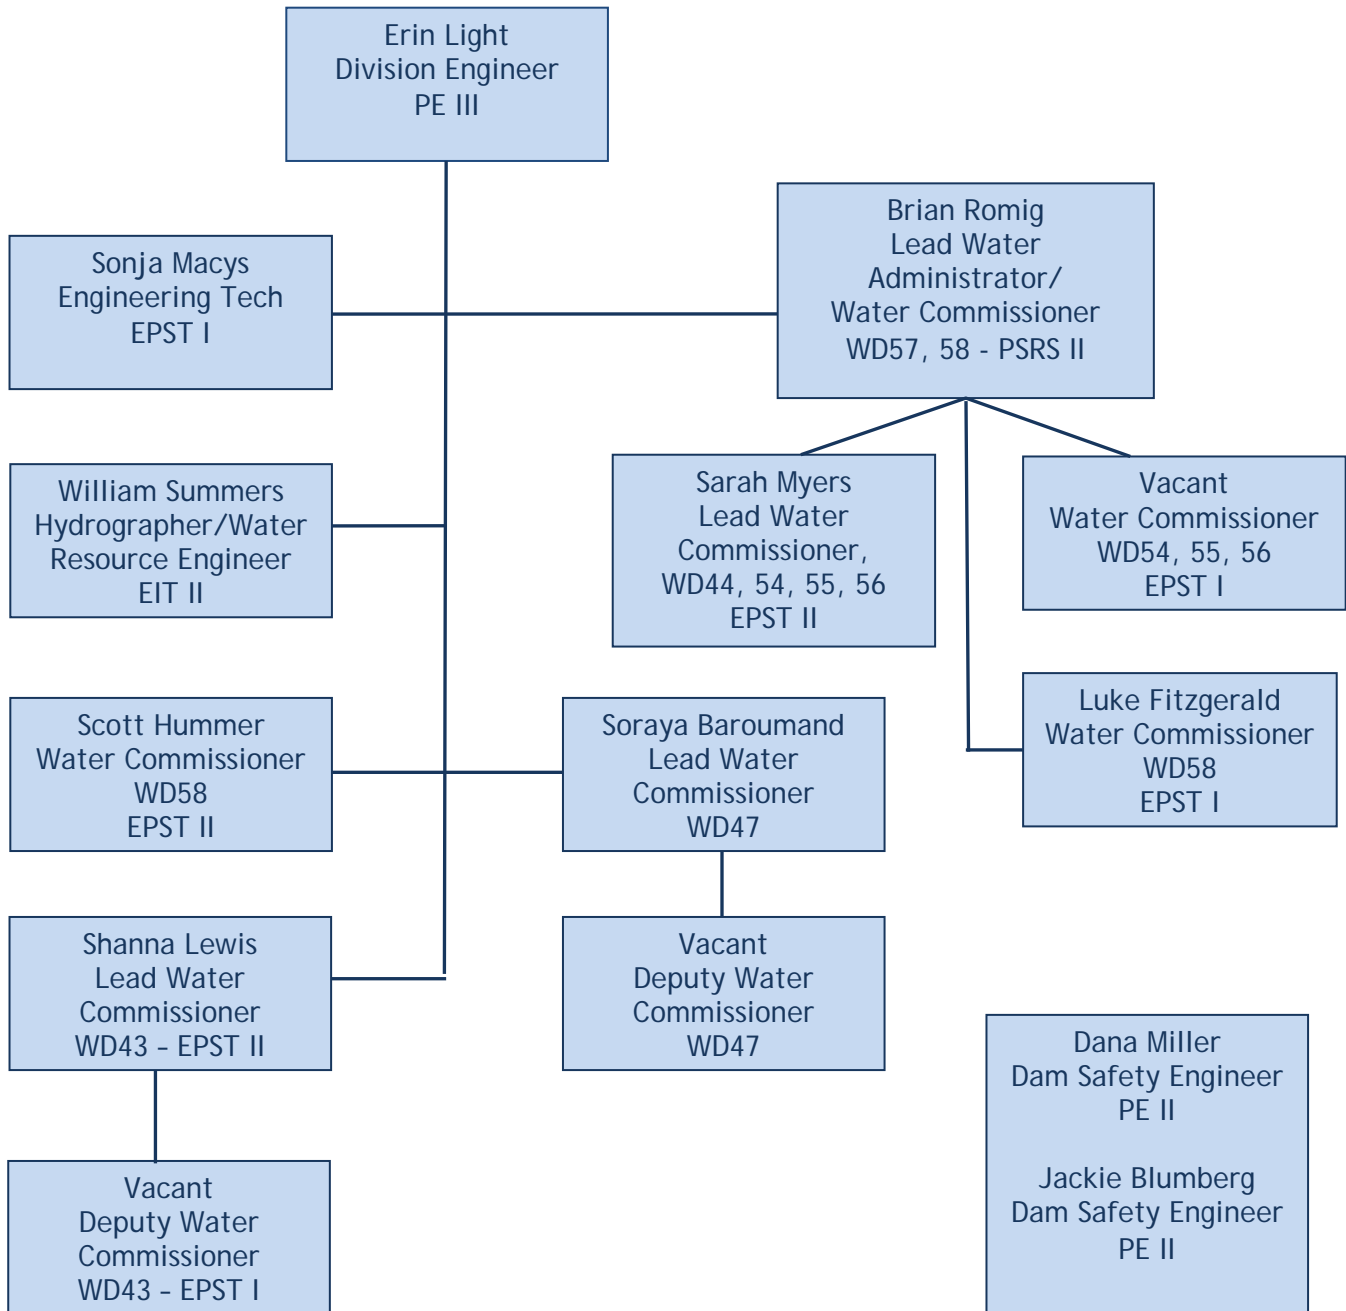 Erin Light
Division Engineer
PE III
Brian Romig
Lead Water
Administrator/
Water Commissioner
WD57, 58 - PSRS II
Sonja Macys
Engineering Tech
EPST I
William Summers
Hydrographer/Water
Resource Engineer
EIT II
Sarah Myers
Lead Water
Commissioner,
WD44, 54, 55, 56
EPST II
Vacant
Water Commissioner
WD54, 55, 56
EPST I
Scott Hummer
Water Commissioner
WD58
EPST II
Soraya Baroumand
Lead Water
Commissioner
WD47
Luke Fitzgerald
Water Commissioner
WD58
EPST I
Shanna Lewis
Lead Water
Commissioner
WD43 – EPST II
Vacant
Deputy Water
Commissioner
WD47
Dana Miller
Dam Safety Engineer
PE II
Jackie Blumberg
Dam Safety Engineer
PE II
Vacant
Deputy Water
Commissioner
WD43 – EPST I